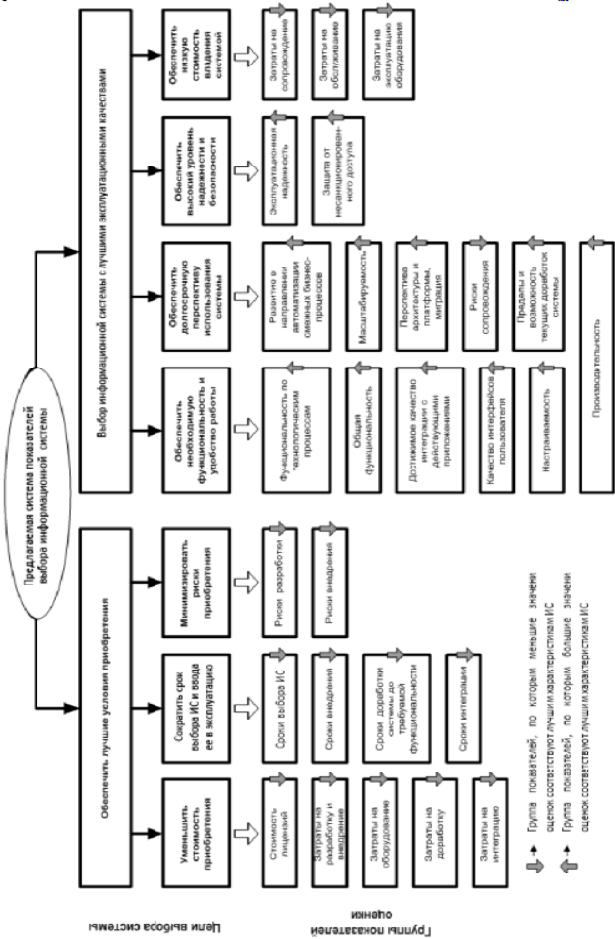 Предлагаемая система показателей
выбора информационной системы
Обеспечить лучшие условия приобретения
Выбор информационной системы с лучшими эксплуатационными качествами
Цели выбора системы
Уменьшить
стоимость
приобретения
Сократить срок
выбора ИС и ввода
ее в эксплуатацию
Минимизировать
риски
приобретения
Обеспечить
необходимую
функциональность и
удобство работы
Обеспечить
долгосрочную
перспективу
использования
системы
Обеспечить
высокий уровень
надежности и
безопасности
Обеспечить
низкую
стоимость
владения
системой
Группы показателей
оценки
Стоимость
лицензий
Затраты на
разработку и
внедрение
Затраты на
оборудование
Затраты на
доработку
Затраты на
интеграцию
Сроки выбора ИС
Сроки внедрения
Сроки доработки
системы до
требуемой
функциональности
Сроки интеграции
Риски разработки
Риски внедрения
Функциональность по
технологическим
процессам
Общая
функциональность
Достижимое качество
интеграции с
действующими
приложениями
Качество интерфейсов
пользователя
Настраиваемость
Производительность
Развитие в
направлении
автоматизации
смежных бизнес-
процессов
Масштабируемость
Перспектива
архитектуры и
платформы,
миграция
Риски
сопровождения
Пределы и
возможность
текущих доработок
системы
Эксплуатационная
надежность
Защита от
несанкционирован-
ного доступа
Затраты на
сопровождение
Затраты на
обслуживание
Затраты на
эксплуатацию
оборудования
Группа показателей, по которым меньшие значени
оценок соответствуют лучшим характеристикам ИС
Группа показателей, по которым большие значени
оценок соответствуют лучшим характеристикам ИС